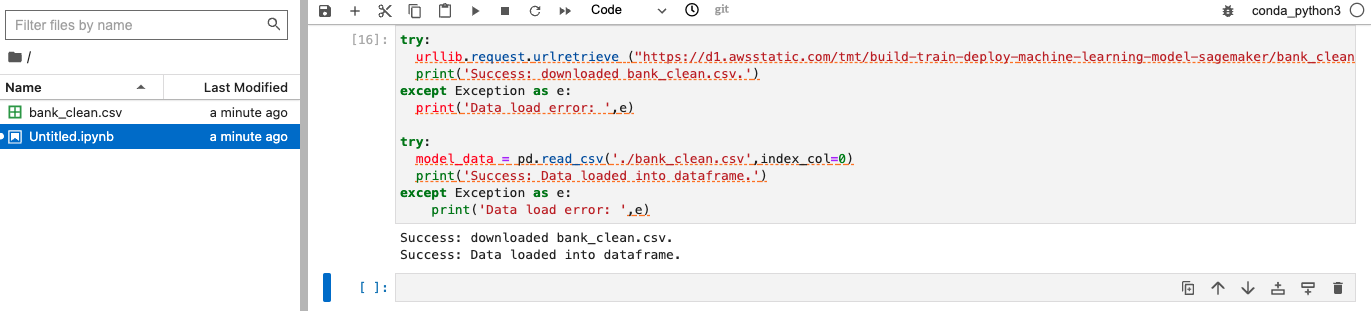 Filter files by name
/
Name Last Modified
bank_clean.csv a minute ago
Untitled.ipynb a minute ago
Code git conda_python3
[16]: try:
urllib.request.urlretrieve ("https://d1.awsstatic.com/tmt/build-train-deploy-machine-learning-model-sagemaker/bank_clean
print('Success: downloaded bank_clean.csv.')
except Exception as e:
print('Data load error: ',e)
try:
model_data = pd.read_csv('./bank_clean.csv',index_col=0)
print('Success: Data loaded into dataframe.')
except Exception as e:
print('Data load error: ',e)
Success: downloaded bank_clean.csv.
Success: Data loaded into dataframe.
[ ]: